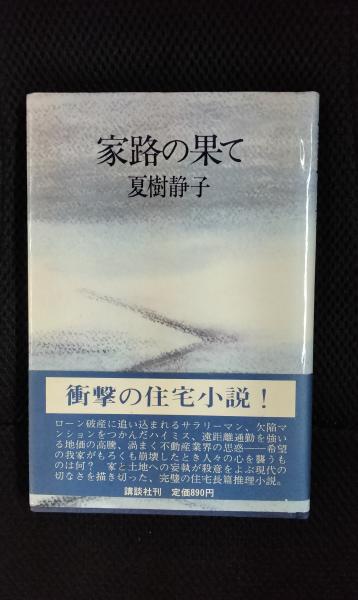 家路の果て
夏樹静子
衝撃の住宅小説！
ローン破産に追い込まれるサラリーマン、欠陥マ
ンションをつかんだハイミス、遠距離通勤を強い
る地価の高騰、渦まく不動産業界の思惑──希望
の我家がもろくも崩壊したとき人々の心を襲うも
のは何？　家と土地への妄執が殺意をよぶ現代の
切なさを描き切った、完璧の住宅長篇推理小説。
講談社刊　定価890円